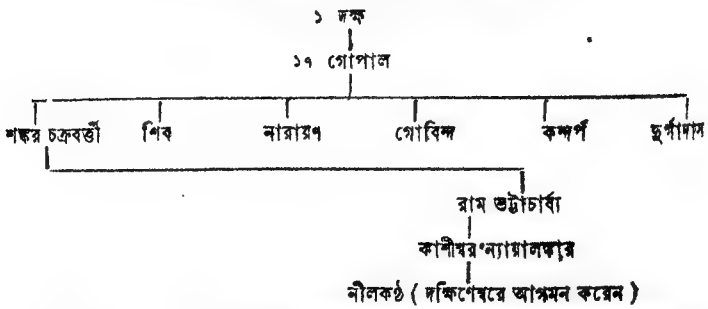 ১ দক্ষ
১৭ গোপাল
শঙ্কর চক্রবর্ত্তী শিব নারায়ণ গোবিন্দ কন্দর্প দুর্গাদাস
রাম ভট্টাচার্য্য
কাশীশ্বর ন্যায়ালঙ্কার
নীলকণ্ঠ ( দক্ষিণেশ্বরে আগমন করেন )